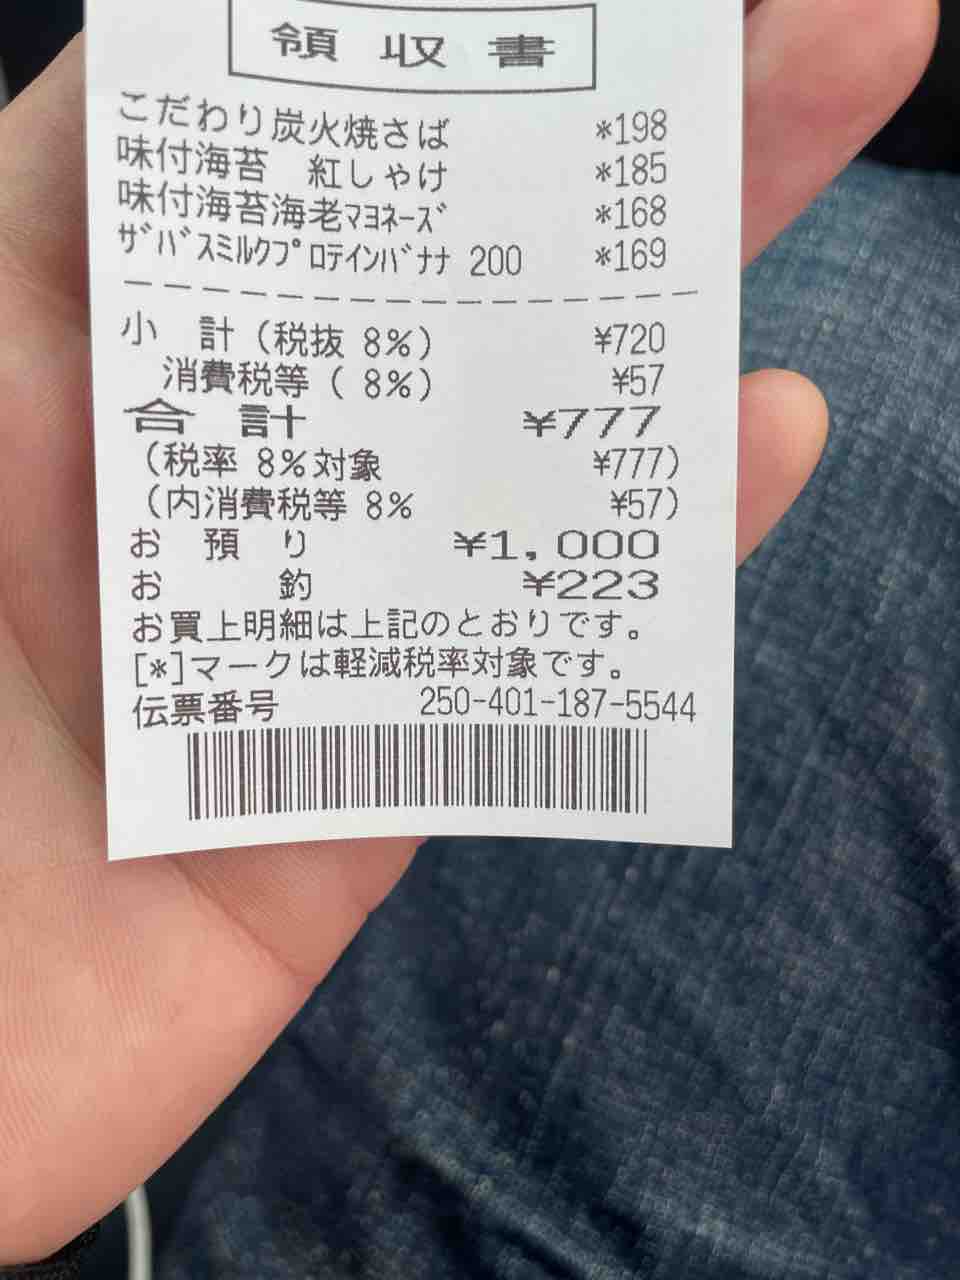 領収書
こだわり炭火焼さば *198
味付海苔 紅しゃけ *185
味付海苔海老マヨネーズ *168
ザバスミルクプロテインバナナ 200 *169
小 計(税抜 8%) ¥720
消費税等( 8%) ¥57
合 計 ¥777
(税率 8%対象 ¥777)
(内消費税等 8% ¥57)
お 預 り ¥1,000
お 釣 ¥223
お買上明細は上記のとおりです。
[*]マークは軽減税率対象です。
伝票番号 250-401-187-5544